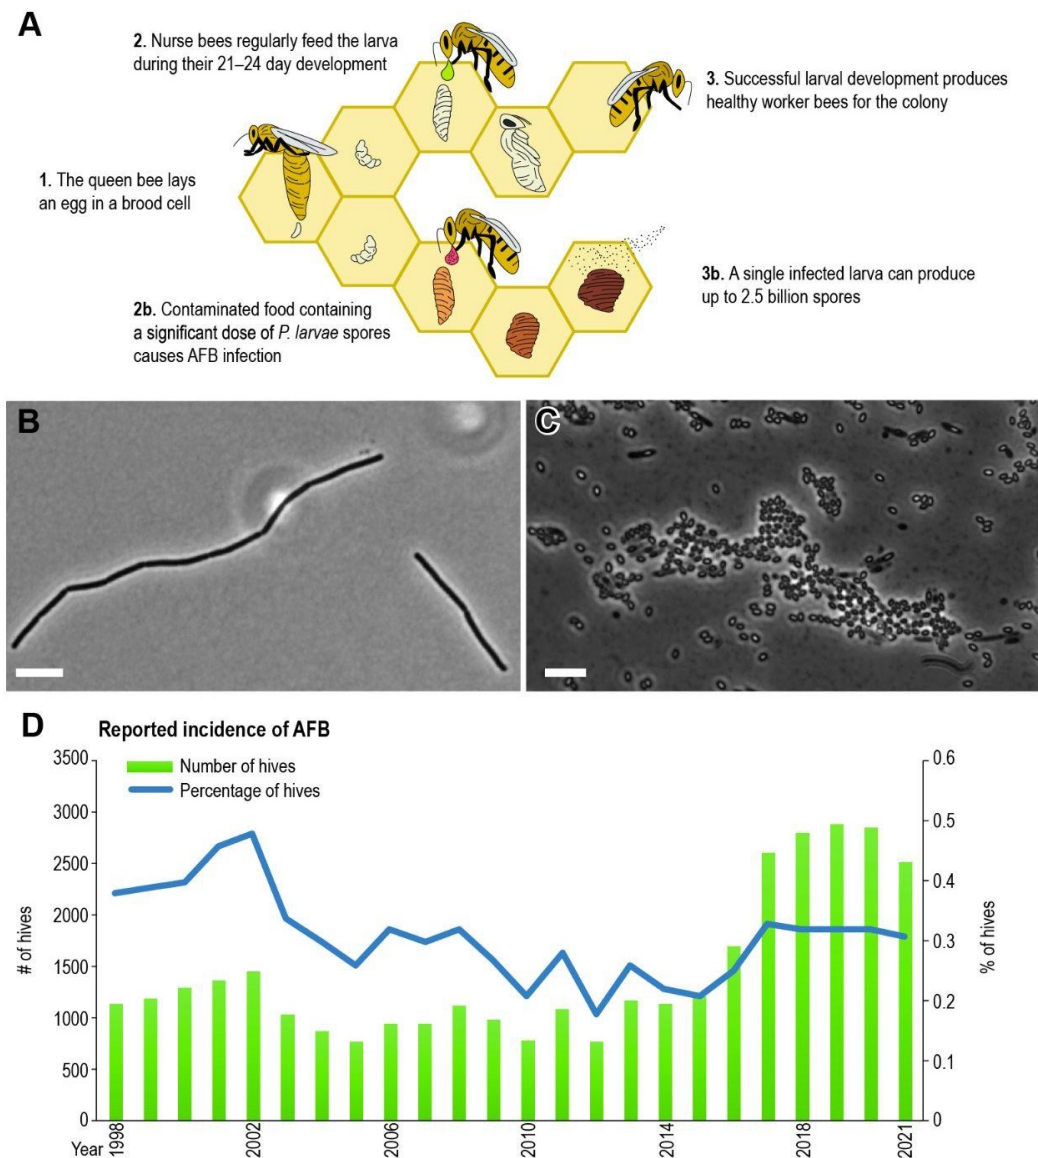 A
2. Nurse bees regularly feed the larva
during their 21–24 day development
3. Successful larval development produces
healthy worker bees for the colony
1. The queen bee lays
an egg in a brood cell
2b. Contaminated food containing
a significant dose of P. larvae spores
causes AFB infection
3b. A single infected larva can produce
up to 2.5 billion spores
B
C
D
Reported incidence of AFB
Number of hives
Percentage of hives
# of hives
3500
3000
2500
2000
1500
1000
500
0
% of hives
0.6
0.5
0.4
0.3
0.2
0.1
0
Year
1998
2002
2006
2010
2014
2018
2021